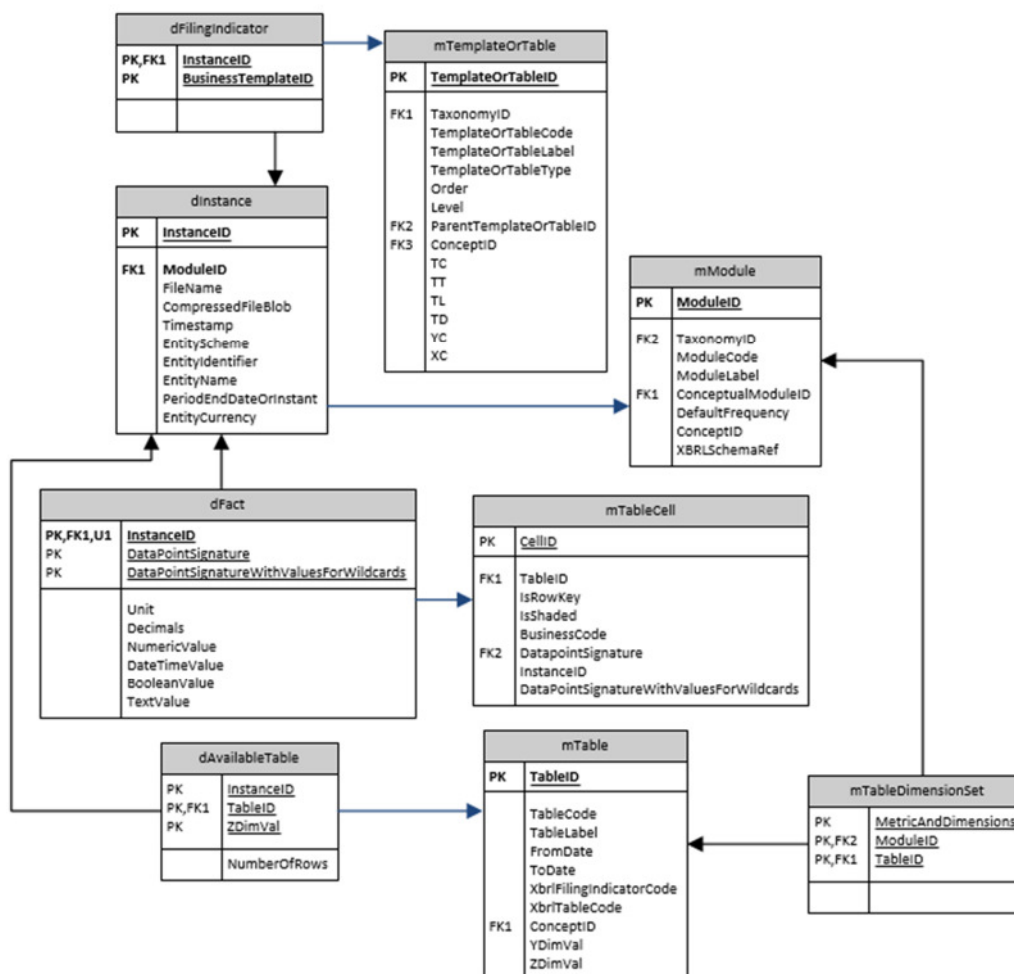 dFilingIndicator
PK,FK1 InstanceID
PK BusinessTemplateID
mTemplateOrTable
PK TemplateOrTableID
FK1 TaxonomyID
TemplateOrTableCode
TemplateOrTableLabel
TemplateOrTableType
Order
Level
FK2 ParentTemplateOrTableID
FK3 ConceptID
TC
TT
TL
TD
YC
XC
dInstance
PK InstanceID
FK1 ModuleID
FileName
CompressedFileBlob
Timestamp
EntityScheme
EntityIdentifier
EntityName
PeriodEndDateOrInstant
EntityCurrency
mModule
PK ModuleID
FK2 TaxonomyID
ModuleCode
ModuleLabel
FK1 ConceptualModuleID
DefaultFrequency
ConceptID
XBRLSchemaRef
dFact
PK,FK1,U1 InstanceID
PK DataPointSignature
PK DataPointSignatureWithValuesForWildcards
Unit
Decimals
NumericValue
DateTimeValue
BooleanValue
TextValue
mTableCell
PK CellID
FK1 TableID
IsRowKey
IsShaded
BusinessCode
FK2 DatapointSignature
InstanceID
DataPointSignatureWithValuesForWildcards
dAvailableTable
PK InstanceID
PK,FK1 TableID
PK ZDimVal
NumberOfRows
mTable
PK TableID
TableCode
TableLabel
FromDate
ToDate
XbrlFilingIndicatorCode
XbrlTableCode
FK1 ConceptID
YDimVal
ZDimVal
mTableDimensionSet
PK MetricAndDimensions
PK,FK2 ModuleID
PK,FK1 TableID